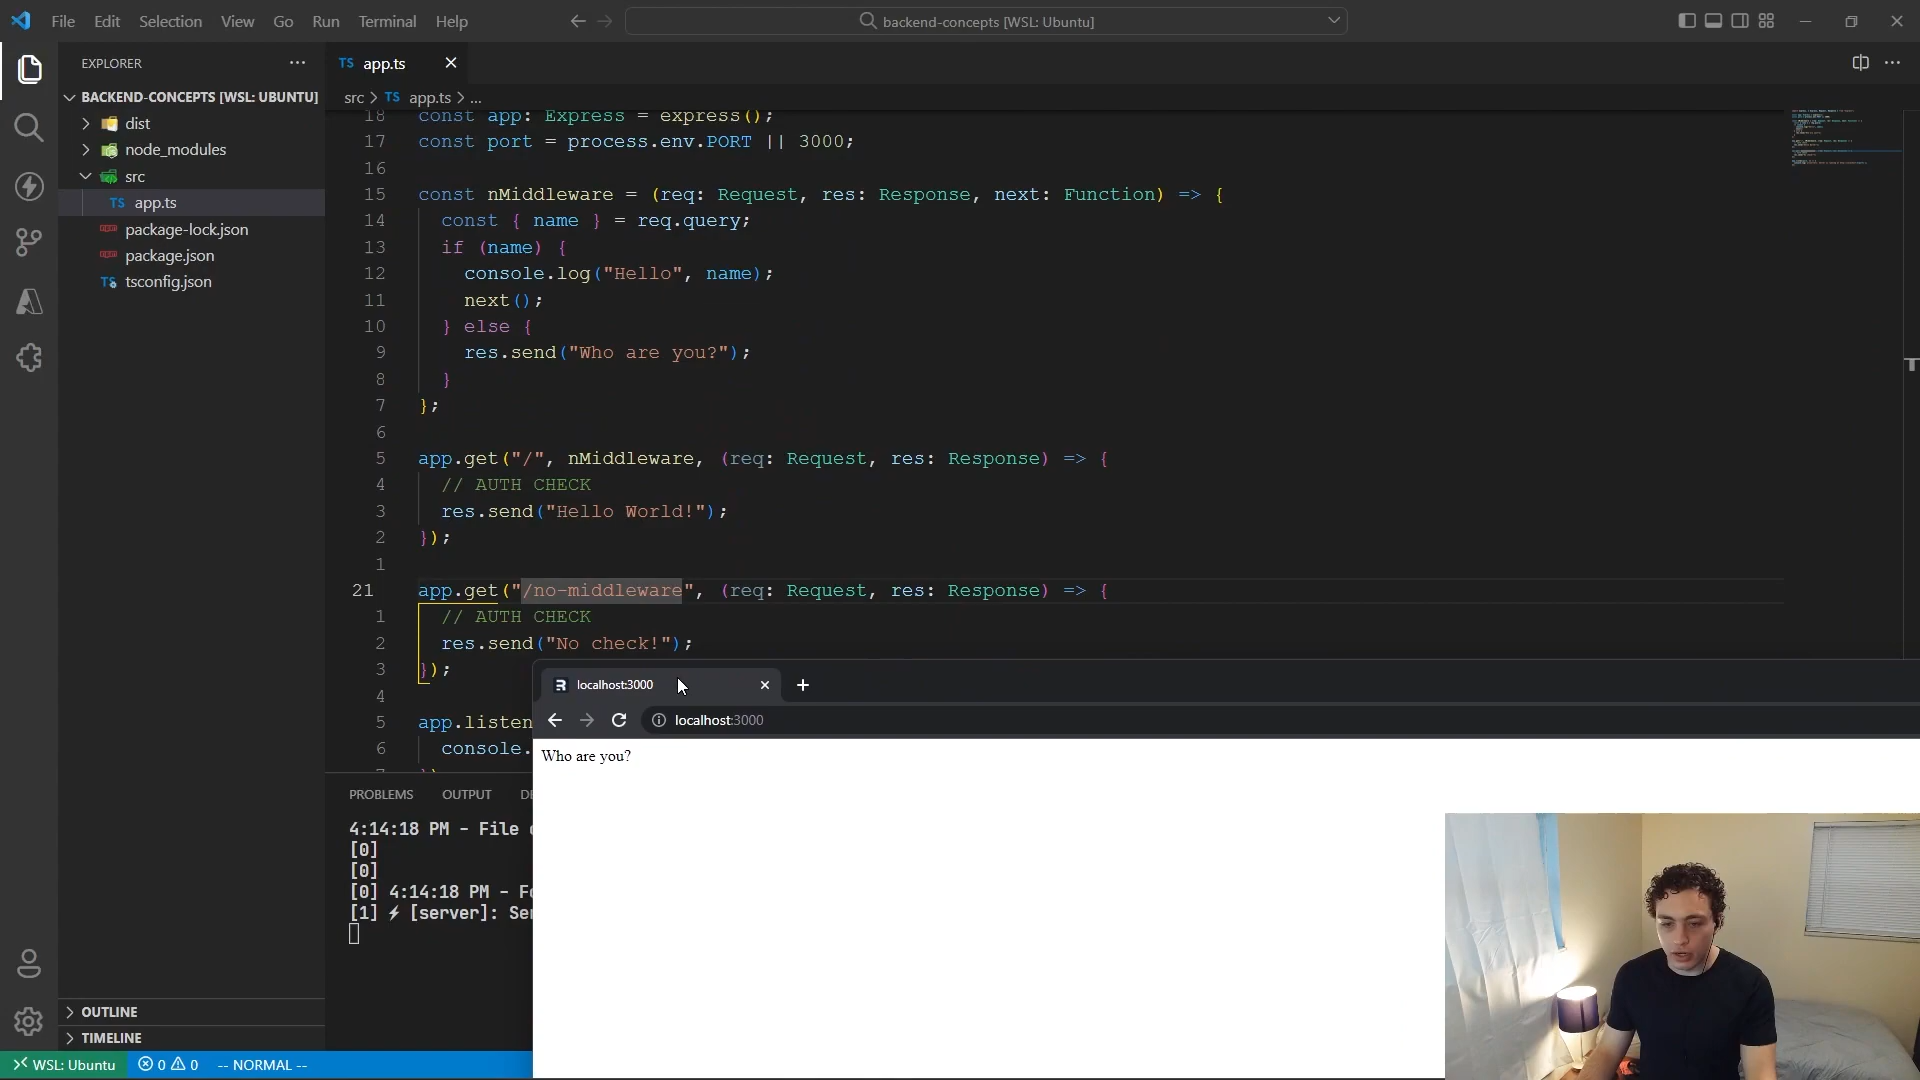 File Edit Selection View Go Run Terminal Help
backend-concepts [WSL: Ubuntu]
EXPLORER
BACKEND-CONCEPTS [WSL: UBUNTU]
dist
node_modules
src
TS app.ts
package-lock.json
package.json
tsconfig.json
TS app.ts
src > TS app.ts > ...
18 const app: Express = express();
17 const port = process.env.PORT || 3000;
16
15 const nMiddleware = (req: Request, res: Response, next: Function) => {
14 const { name } = req.query;
13 if (name) {
12 console.log("Hello", name);
11 next();
10 } else {
9 res.send("Who are you?");
8 }
7 };
6
5 app.get("/", nMiddleware, (req: Request, res: Response) => {
4 // AUTH CHECK
3 res.send("Hello World!");
2 });
1
21 app.get("/no-middleware", (req: Request, res: Response) => {
1 // AUTH CHECK
2 res.send("No check!");
3 });
4
5 app.listen
6 console.
PROBLEMS OUTPUT
4:14:18 PM - File
[0]
[0]
[0] 4:14:18 PM -
[1] ⚡ [server]:
localhost:3000
localhost:3000
Who are you?
OUTLINE
TIMELINE
WSL: Ubuntu 0 0 -- NORMAL --